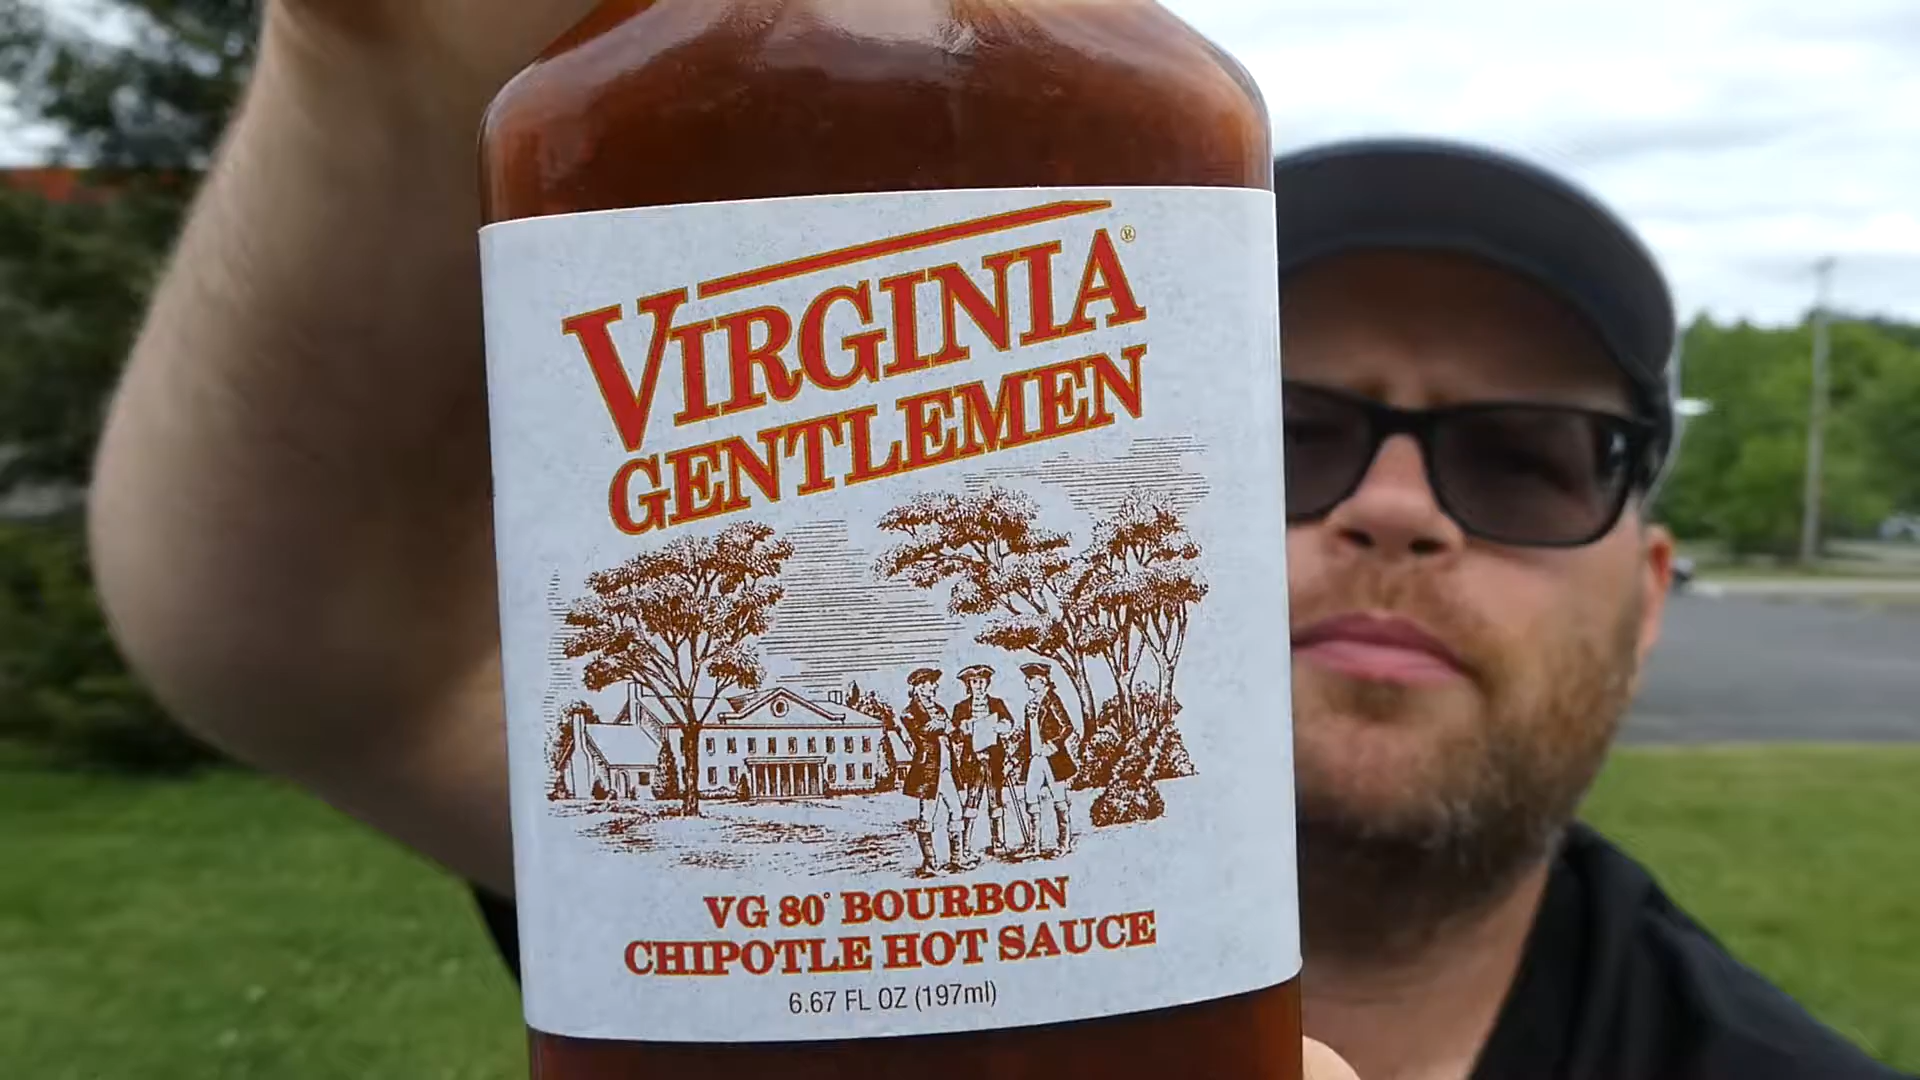 VIRGINIA®
GENTLEMEN
VG 80° BOURBON
CHIPOTLE HOT SAUCE
6.67 FL OZ (197ml)